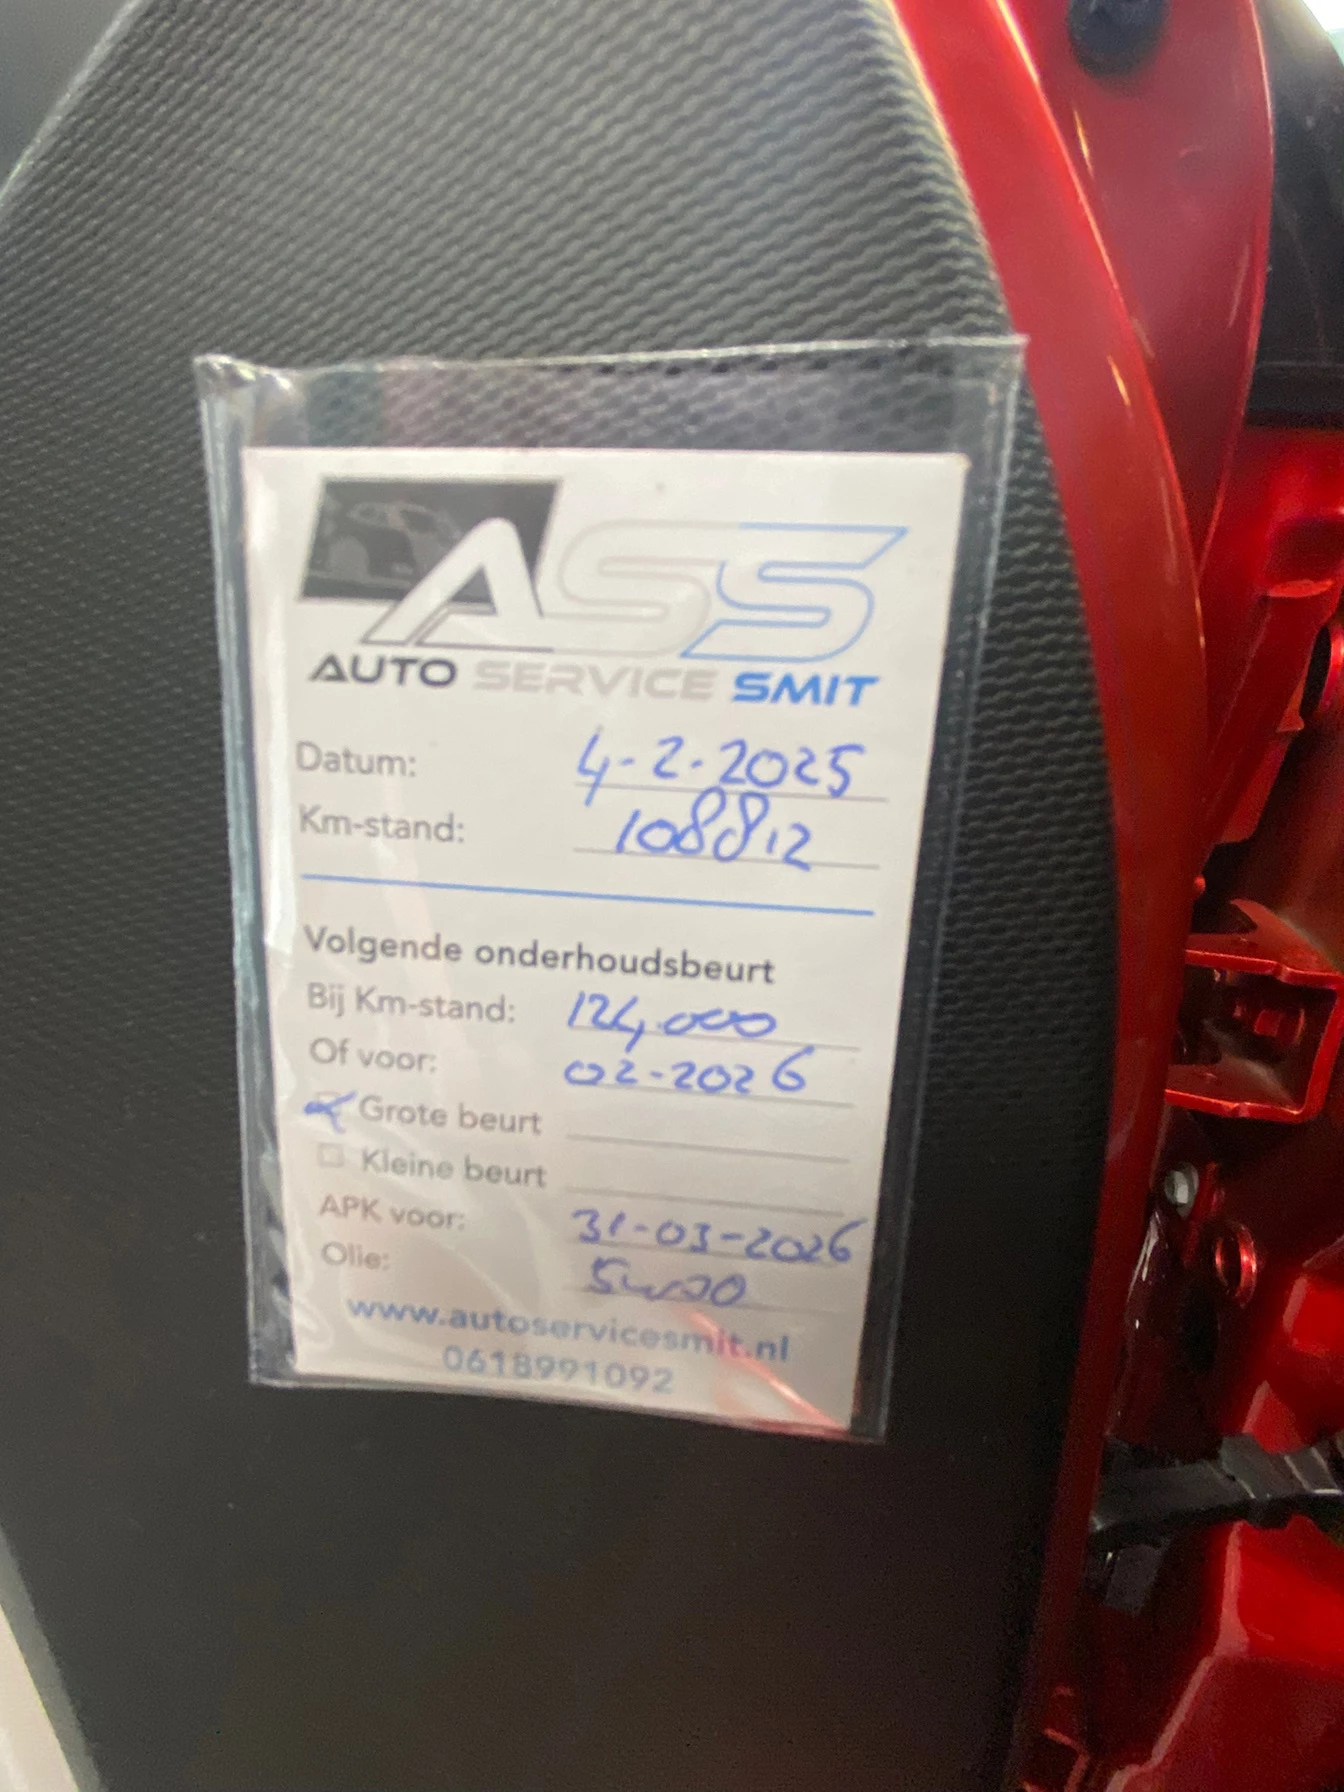 ASS
AUTO SERVICE SMIT
Datum: 4-2-2025
Km-stand: 108812
Volgende onderhoudsbeurt
Bij Km-stand: 124.000
Of voor: 02-2026
Grote beurt
Kleine beurt
APK voor: 31-03-2026
Olie:
www.autoservicesmit.nl
0618991092